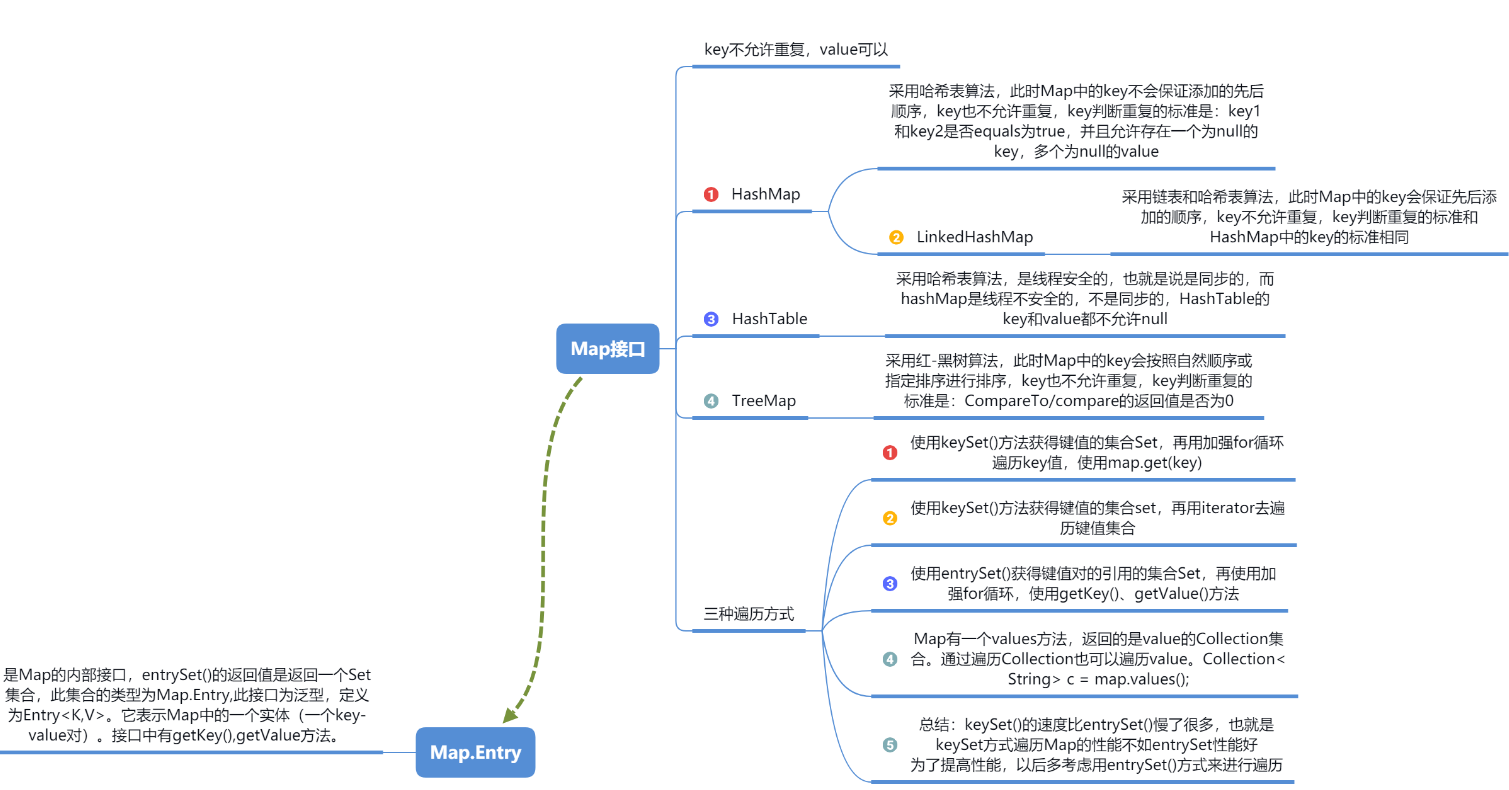 key不允许重复，value可以
采用哈希表算法，此时Map中的key不会保证添加的先后
顺序，key也不允许重复，key判断重复的标准是：key1
和key2是否equals为true，并且允许存在一个为null的
key，多个为null的value
1 HashMap
采用链表和哈希表算法，此时Map中的key会保证先后添
加的顺序，key不允许重复，key判断重复的标准和
HashMap中的key的标准相同
2 LinkedHashMap
采用哈希表算法，是线程安全的，也就是说是同步的，而
hashMap是线程不安全的，不是同步的，HashTable的
key和value都不允许null
3 HashTable
Map接口
采用红-黑树算法，此时Map中的key会按照自然顺序或
指定排序进行排序，key也不允许重复，key判断重复的
标准是：CompareTo/compare的返回值是否为0
4 TreeMap
三种遍历方式
1 使用keySet()方法获得键值的集合Set，再用加强for循环
遍历key值，使用map.get(key)
2 使用keySet()方法获得键值的集合set，再用iterator去遍
历键值集合
3 使用entrySet()获得键值对的引用的集合Set，再使用加
强for循环，使用getKey()、getValue()方法
4 Map有一个values方法，返回的是value的Collection集
合。通过遍历Collection也可以遍历value。Collection<
String> c = map.values();
5 总结：keySet()的速度比entrySet()慢了很多，也就是
keySet方式遍历Map的性能不如entrySet性能好
为了提高性能，以后多考虑用entrySet()方式来进行遍历
是Map的内部接口，entrySet()的返回值是返回一个Set
集合，此集合的类型为Map.Entry,此接口为泛型，定义
为Entry<K,V>。它表示Map中的一个实体（一个key-
value对）。接口中有getKey(),getValue方法。
Map.Entry